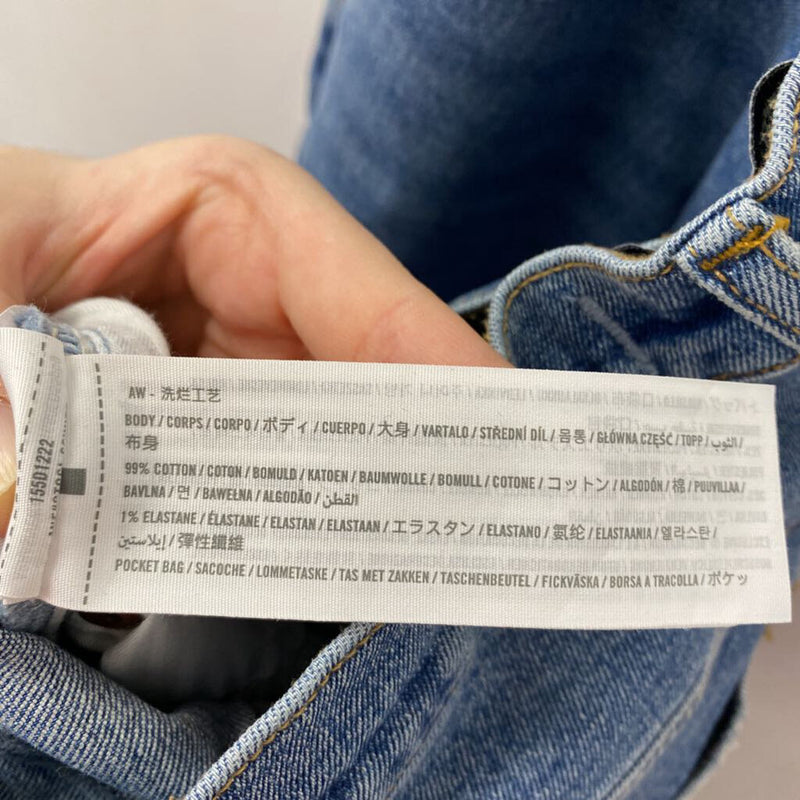 AW - 洗烂工艺
BODY / CORPS / CORPO / ボディ / CUERPO / 大身 / VARTALO / STŘEDNÍ DÍL / 몸통 / GŁÓWNA CZĘŚĆ / TOPP / الثوب /
布身
99% COTTON / COTON / BOMULD / KATOEN / BAUMWOLLE / BOMULL / COTONE / コットン / ALGODÓN / 棉 / PUUVILLAA /
BAVLNA / 면 / BAWEŁNA / ALGODÃO / القطن
1% ELASTANE / ÉLASTANE / ELASTAN / ELASTAAN / エラスタン / ELASTANO / 氨纶 / ELASTAANIA / 엘라스탄 /
إيلاستين / 彈性纖維
POCKET BAG / SACOCHE / LOMMETASKE / TAS MET ZAKKEN / TASCHENBEUTEL / FICKVÄSKA / BORSA A TRACOLLA / ポケッ
155D1222